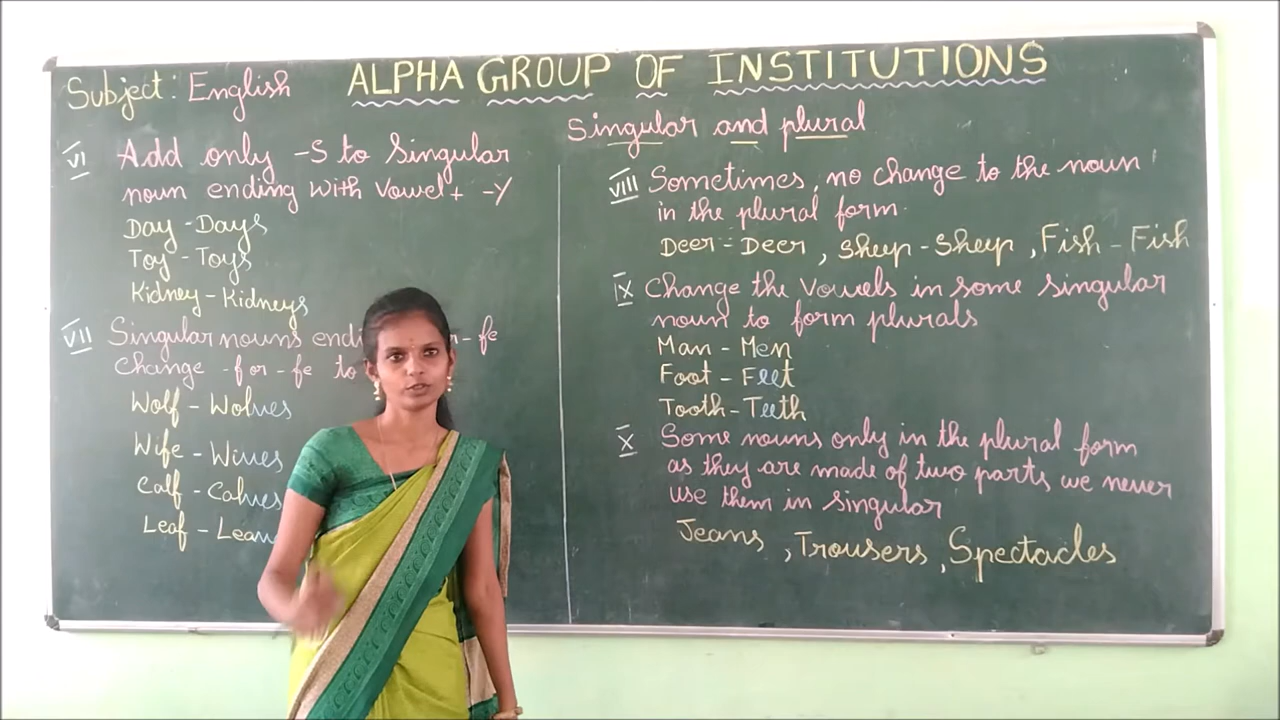 Subject: English
ALPHA GROUP OF INSTITUTIONS
Singular and plural
VI Add only -S to Singular
noun ending with Vowel + -Y
Day - Days
Toy - Toys
Kidney - Kidneys
VII Singular nouns - fe
Change -f or -fe to
Wolf - Wolves
Wife - Wives
Calf - Calves
Leaf
VIII Sometimes, no change to the noun
in the plural form.
Deer - Deer, Sheep - Sheep, Fish - Fish
IX Change the vowels in some singular
noun to form plurals
Man - Men
Foot - Feet
Tooth - Teeth
X Some nouns only in the plural form
as they are made of two parts we never
use them in singular
Jeans, Trousers, Spectacles